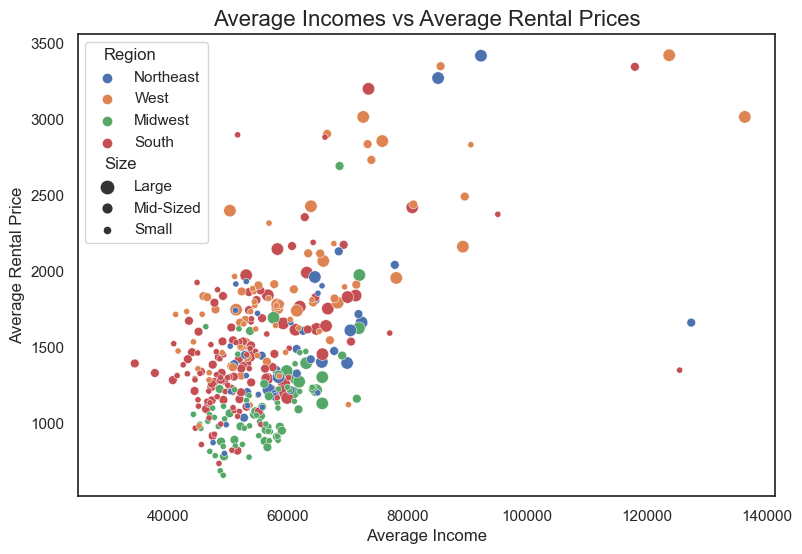 Average Incomes vs Average Rental Prices
Average Rental Price
3500
3000
2500
2000
1500
1000
Region
Northeast
West
Midwest
South
Size
Large
Mid-Sized
Small
40000 60000 80000 100000 120000 140000
Average Income